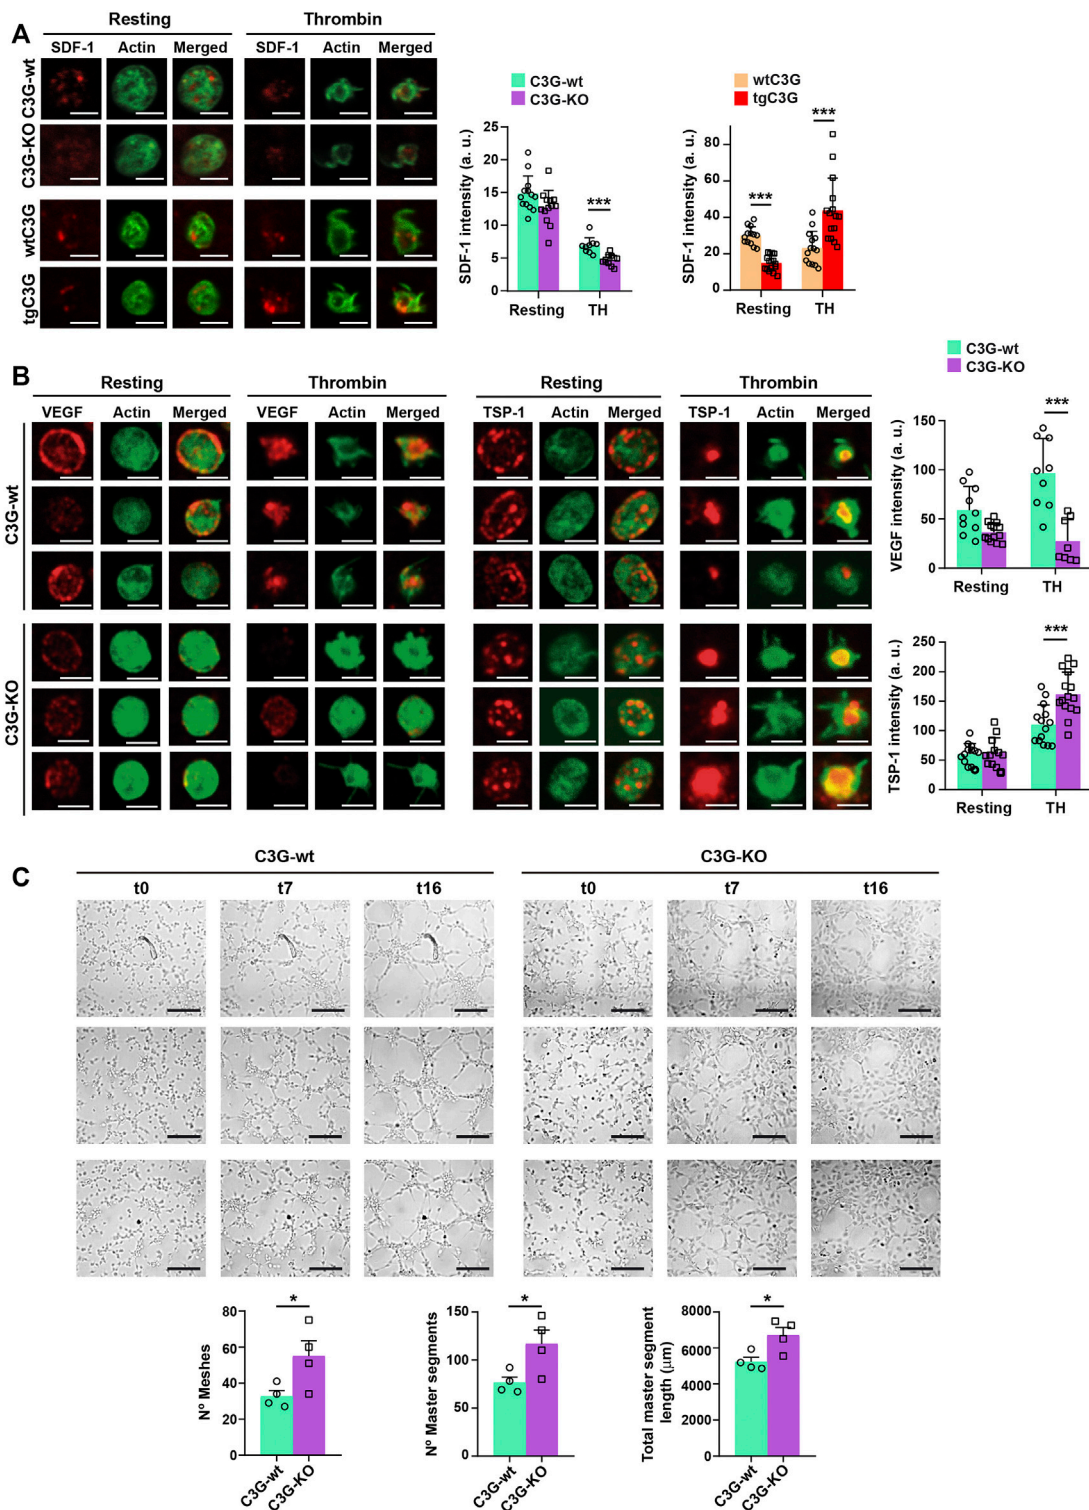 A
Resting Thrombin
SDF-1 Actin Merged SDF-1 Actin Merged
C3G-wt
C3G-KO
wtC3G
tgC3G
C3G-wt
C3G-KO
SDF-1 intensity (a. u.)
25
20
15
10
5
0
***
Resting TH
wtC3G
tgC3G
SDF-1 intensity (a. u.)
80
60
40
20
0
*** ***
Resting TH
B
Resting Thrombin Resting Thrombin
VEGF Actin Merged VEGF Actin Merged TSP-1 Actin Merged TSP-1 Actin Merged
C3G-wt
C3G-KO
C3G-wt
C3G-KO
VEGF intensity (a. u.)
150
100
50
0
***
Resting TH
TSP-1 intensity (a. u.)
250
200
150
100
50
0
***
Resting TH
C
C3G-wt C3G-KO
t0 t7 t16 t0 t7 t16
Nº Meshes
80
60
40
20
0
*
C3G-wt C3G-KO
Nº Master segments
150
100
50
0
*
C3G-wt C3G-KO
Total master segment
length (µm)
8000
6000
4000
2000
0
*
C3G-wt C3G-KO